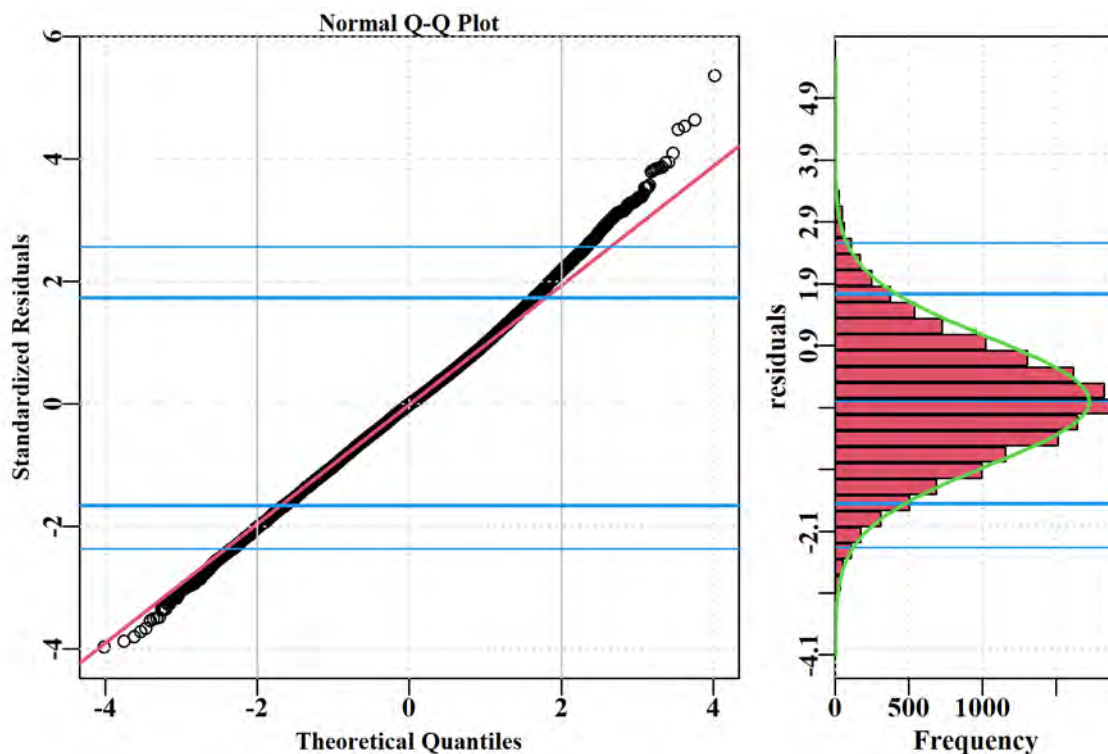 Normal Q-Q Plot
6
4
2
0
-2
-4
Standardized Residuals
-4 -2 0 2 4
Theoretical Quantiles
4.9
3.9
2.9
1.9
0.9
-2.1
-4.1
residuals
0 500 1000
Frequency